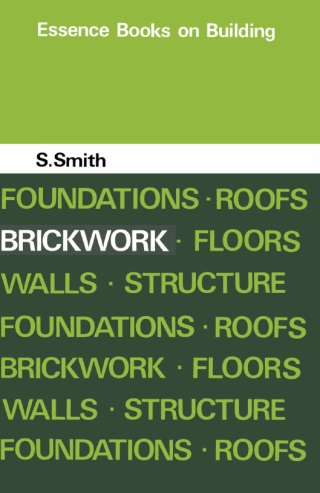 Essence Books on Building
S.Smith
FOUNDATIONS · ROOFS
BRICKWORK · FLOORS
WALLS · STRUCTURE
FOUNDATIONS · ROOFS
BRICKWORK · FLOORS
WALLS · STRUCTURE
FOUNDATIONS · ROOFS